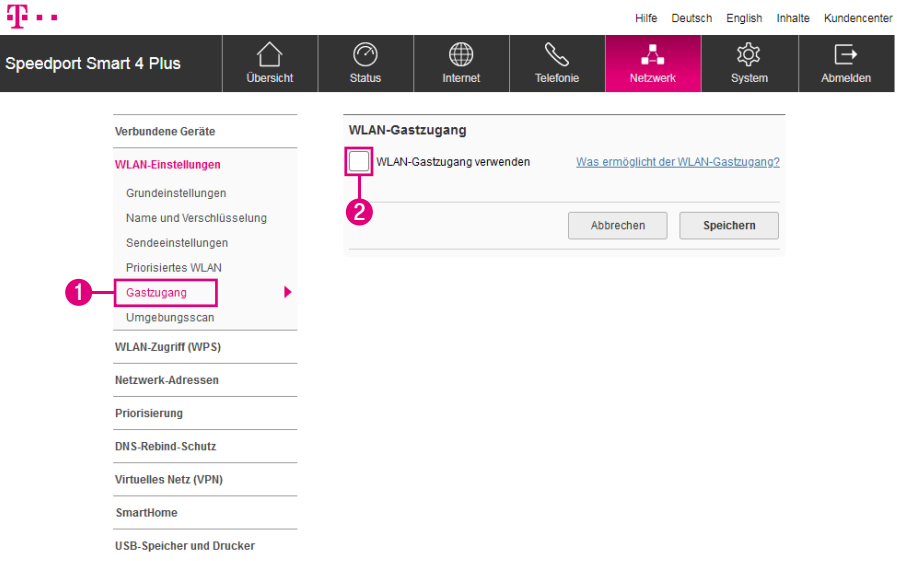 T
Hilfe Deutsch English Inhalte Kundencenter
Speedport Smart 4 Plus
Übersicht Status Internet Telefonie Netzwerk System Abmelden
Verbundene Geräte
WLAN-Einstellungen
Grundeinstellungen
Name und Verschlüsselung
Sendeeinstellungen
Priorisiertes WLAN
1 Gastzugang
Umgebungsscan
WLAN-Zugriff (WPS)
Netzwerk-Adressen
Priorisierung
DNS-Rebind-Schutz
Virtuelles Netz (VPN)
SmartHome
USB-Speicher und Drucker
WLAN-Gastzugang
WLAN-Gastzugang verwenden Was ermöglicht der WLAN-Gastzugang?
2
Abbrechen Speichern